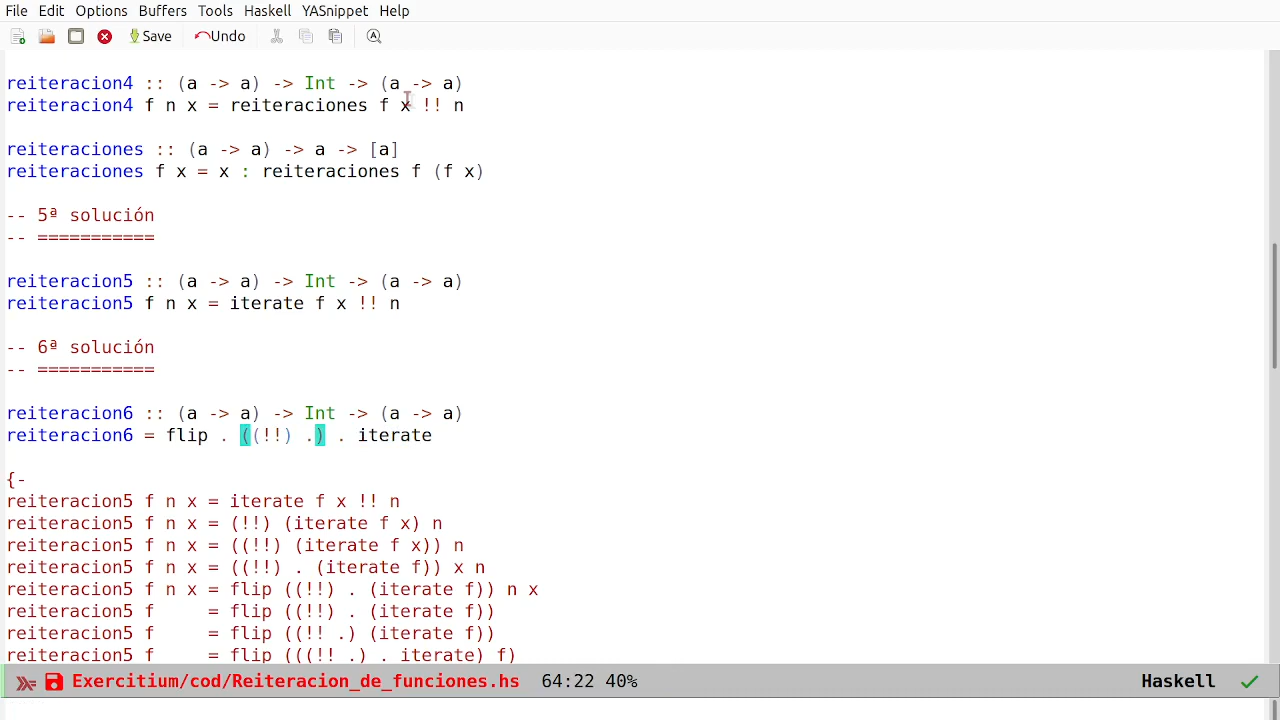 File Edit Options Buffers Tools Haskell YASnippet Help
Save Undo
reiteracion4 :: (a -> a) -> Int -> (a -> a)
reiteracion4 f n x = reiteraciones f x !! n
reiteraciones :: (a -> a) -> a -> [a]
reiteraciones f x = x : reiteraciones f (f x)
-- 5ª solución
-- ===========
reiteracion5 :: (a -> a) -> Int -> (a -> a)
reiteracion5 f n x = iterate f x !! n
-- 6ª solución
-- ===========
reiteracion6 :: (a -> a) -> Int -> (a -> a)
reiteracion6 = flip . ((!!) .) . iterate
{-
reiteracion5 f n x = iterate f x !! n
reiteracion5 f n x = (!!) (iterate f x) n
reiteracion5 f n x = ((!!) (iterate f x)) n
reiteracion5 f n x = ((!!) . (iterate f)) x n
reiteracion5 f n x = flip ((!!) . (iterate f)) n x
reiteracion5 f     = flip ((!!) . (iterate f))
reiteracion5 f     = flip ((!! .) (iterate f))
reiteracion5 f     = flip (((!! .) . iterate) f)
Exercitium/cod/Reiteracion_de_funciones.hs 64:22 40% Haskell